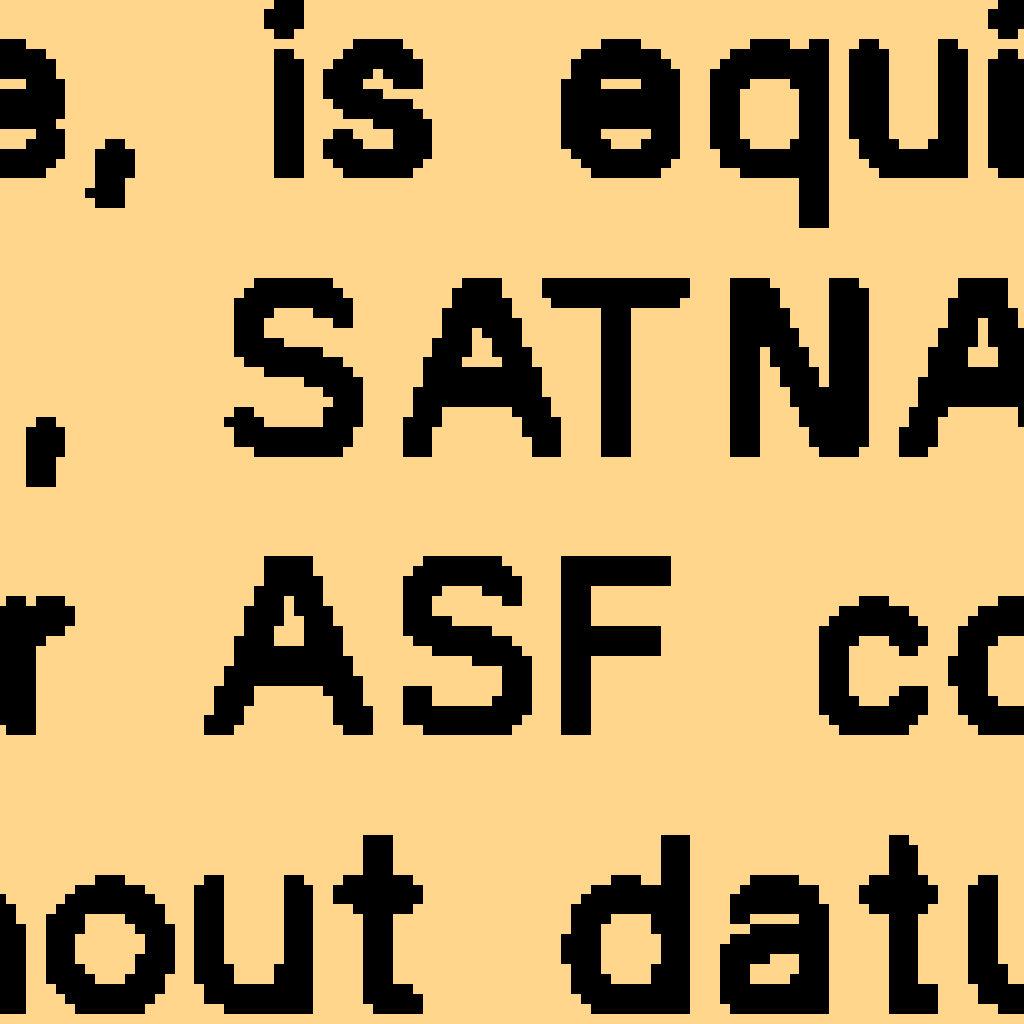 e, is equi
, SATNA
r ASF co
hout datu